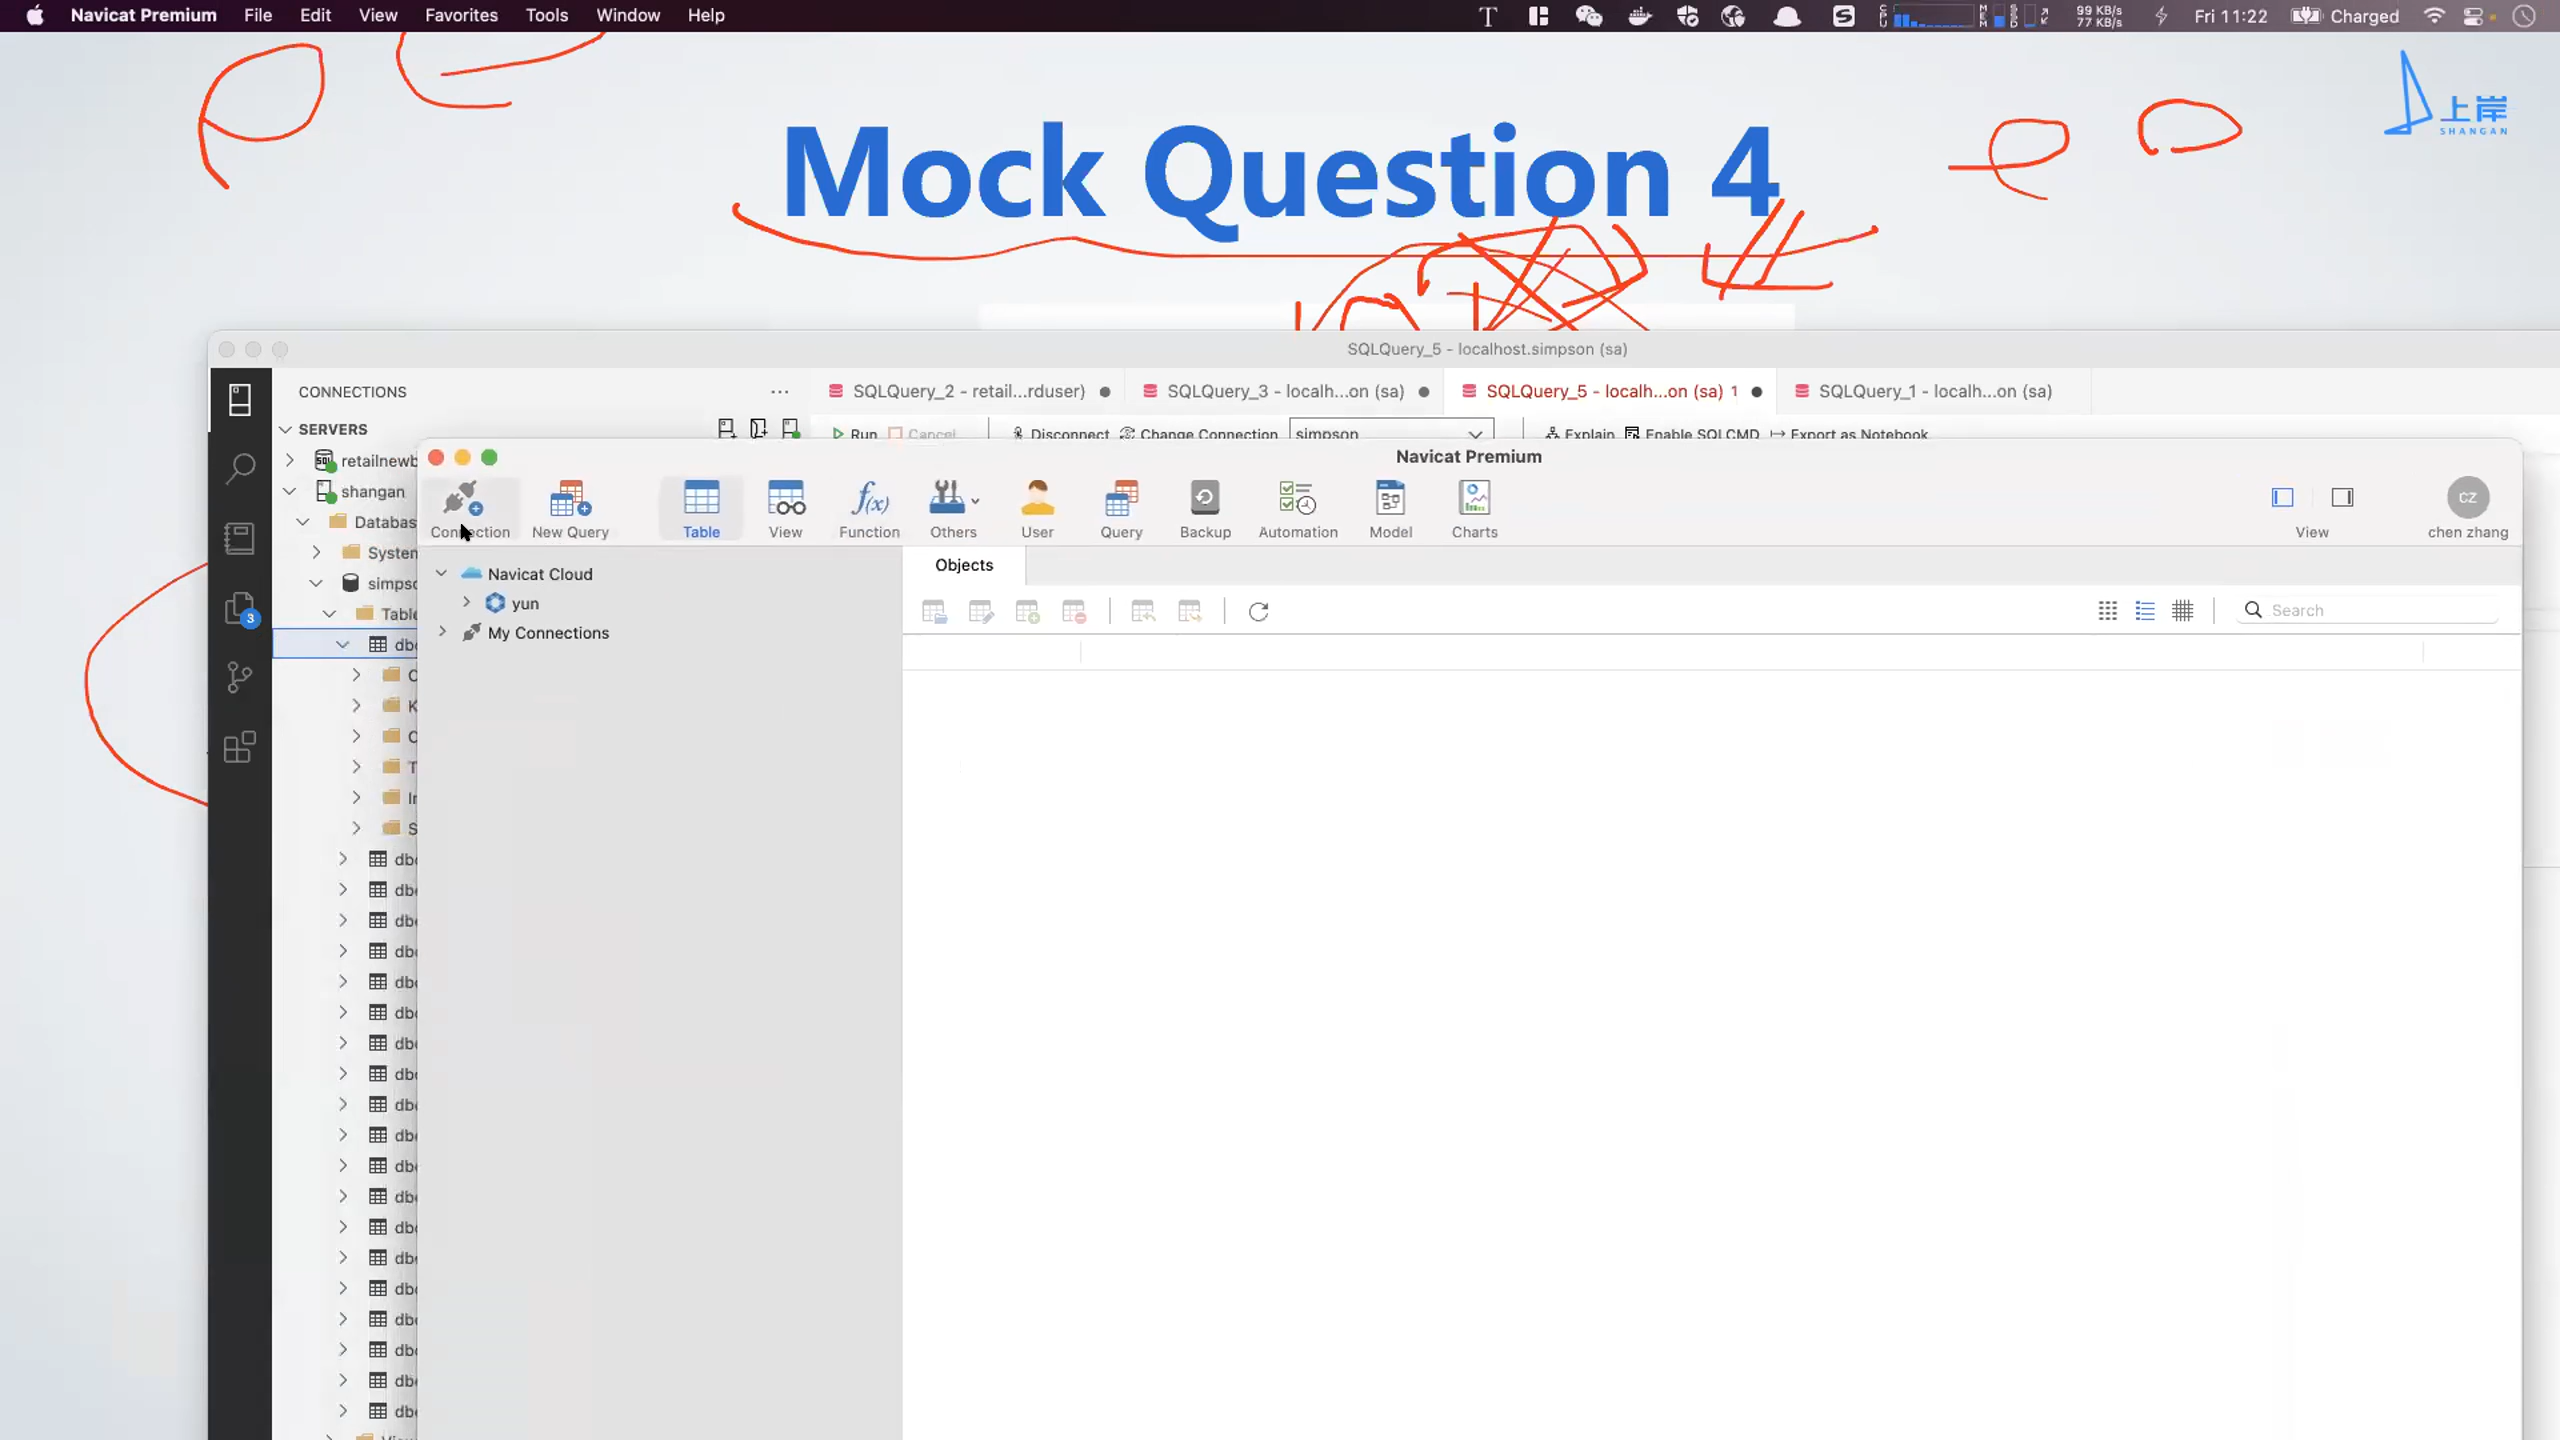 Navicat Premium File Edit View Favorites Tools Window Help
99 KB/s
77 KB/s
Fri 11:22 Charged
上岸
SHANGAN
Mock Question 4
SQLQuery_5 - localhost.simpson (sa)
CONNECTIONS
SQLQuery_2 - retail...rduser)
SQLQuery_3 - localh...on (sa)
SQLQuery_5 - localh...on (sa) 1
SQLQuery_1 - localh...on (sa)
SERVERS
Run Cancel Disconnect Change Connection simpson Explain Enable SQLCMD Export as Notebook
retailnewb
shangan
Databas
System
simpso
Table
dbo
3
Navicat Premium
Connection New Query Table View Function Others User Query Backup Automation Model Charts View
CZ
chen zhang
Navicat Cloud
yun
My Connections
Objects
Search